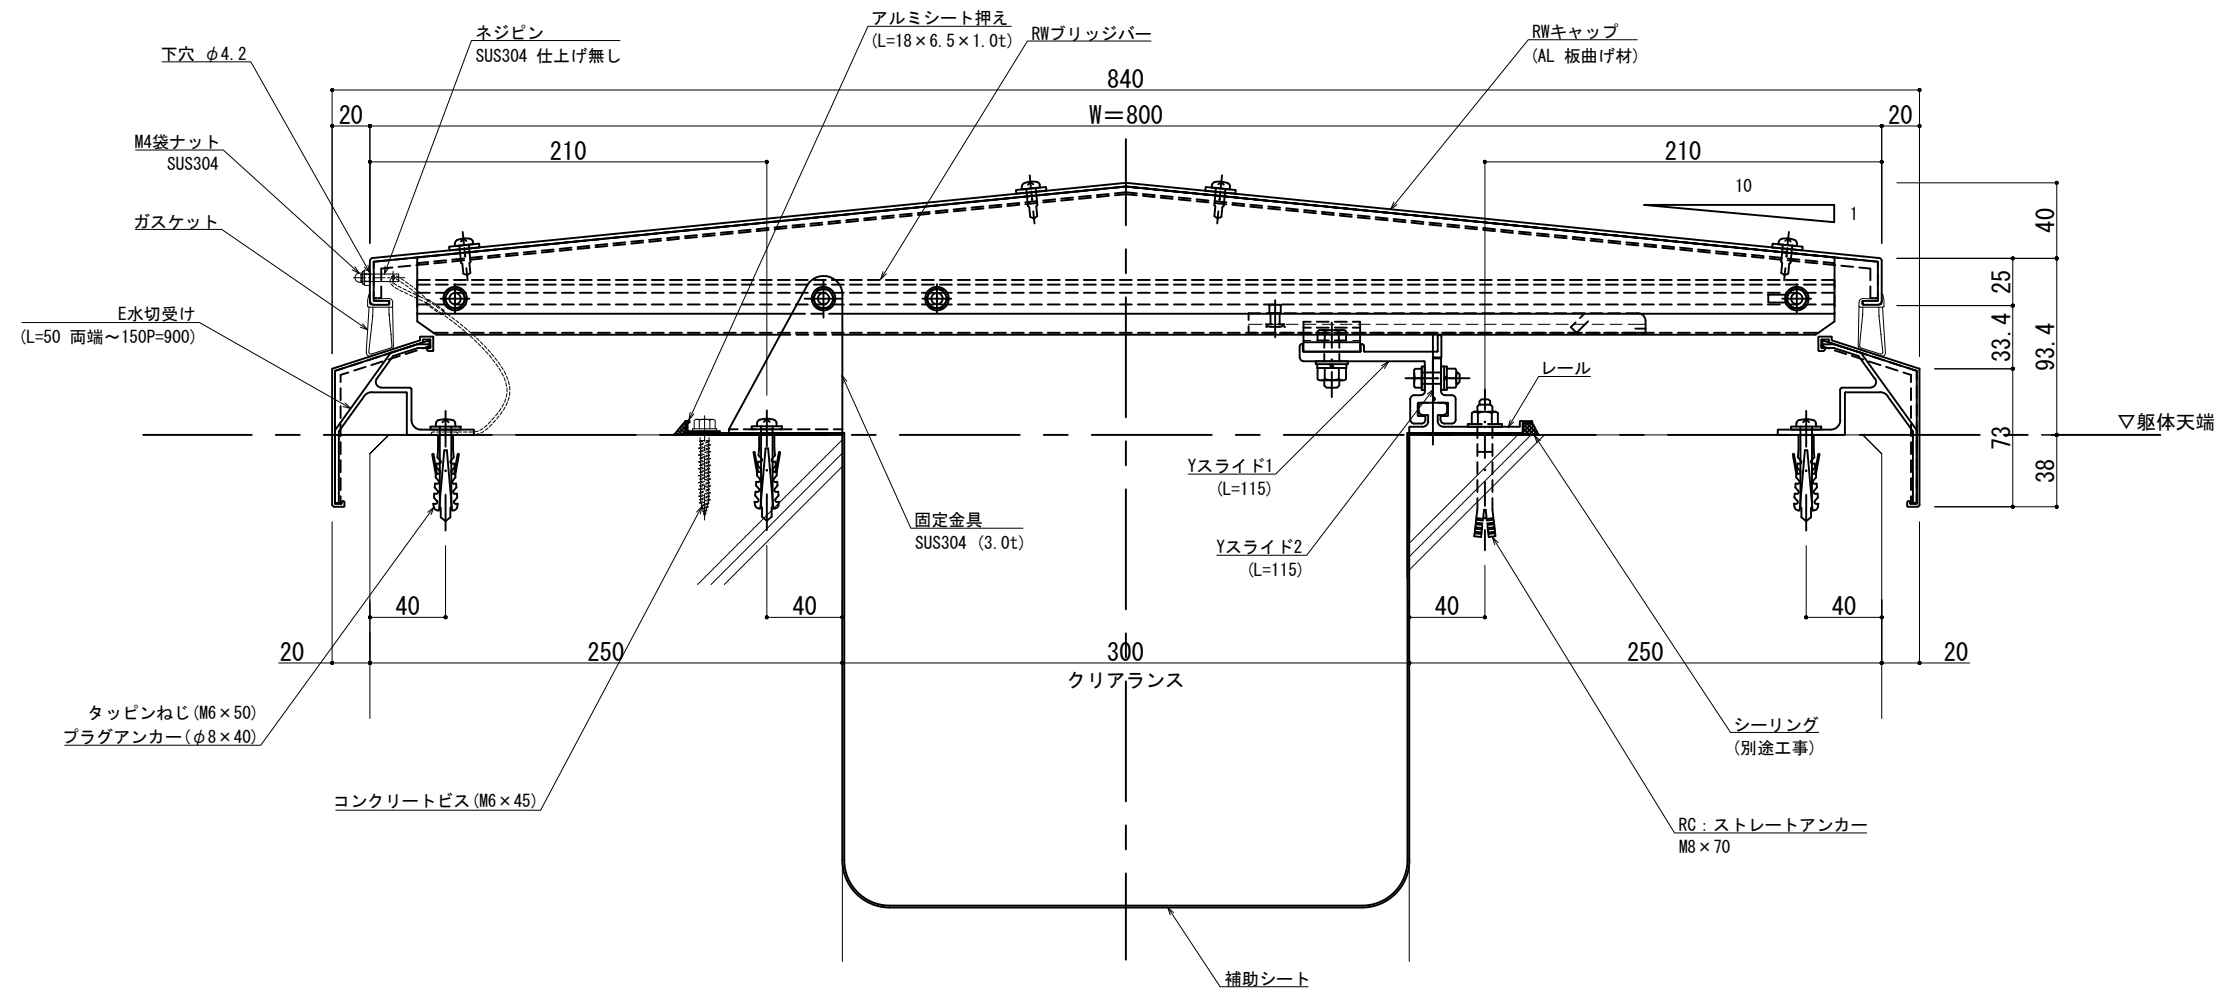 アルミシート押え
(L=18×6.5×1.0t)
ネジピン
SUS304 仕上げ無し
RWブリッジバー
RWキャップ
(AL 板曲げ材)
下穴 φ4.2
840
20
W=800
20
M4袋ナット
SUS304
210
210
10
1
40
ガスケット
25
33.4
93.4
E水切受け
(L=50 両端～150P=900)
レール
▽躯体天端
73
38
Yスライド1
(L=115)
固定金具
SUS304 (3.0t)
Yスライド2
(L=115)
40
40
40
40
20
250
300
250
20
クリアランス
タッピンねじ(M6×50)
プラグアンカー(φ8×40)
シーリング
(別途工事)
コンクリートビス(M6×45)
RC：ストレートアンカー
M8×70
補助シート